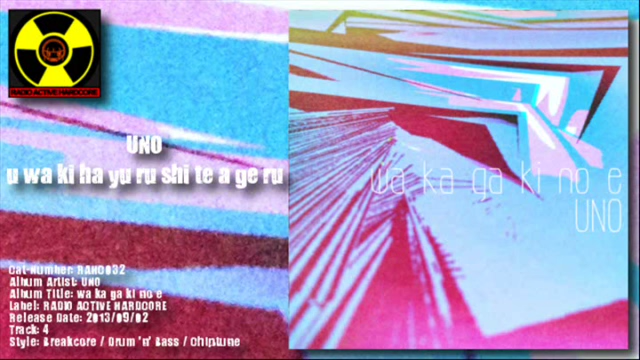 RADIO ACTIVE HARDCORE
UNO
u wa ki ha yu ru shi te a ge ru
wa ka ga ki no e
UNO
Cat-Number: RAHC032
Album Artist: UNO
Album Title: wa ka ga ki no e
Label: RADIO ACTIVE HARDCORE
Release Date: 2013/09/02
Track: 4
Style: Breakcore / Drum 'n' Bass / Chiptune